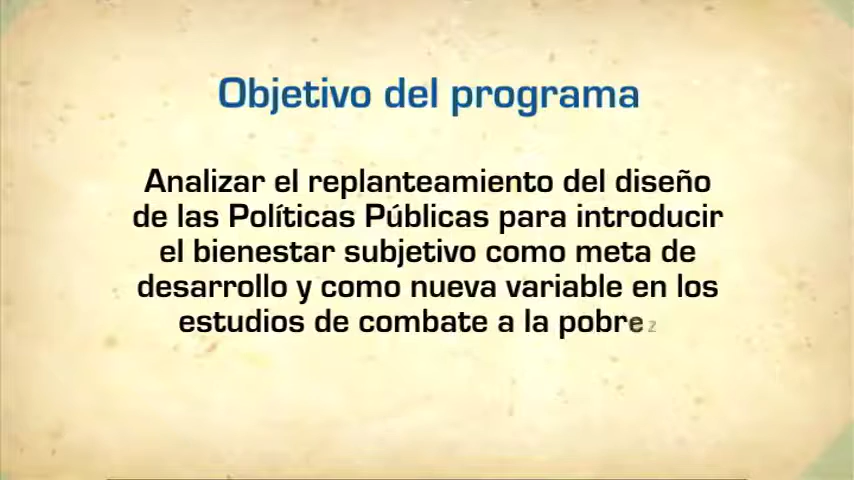 Objetivo del programa
Analizar el replanteamiento del diseño
de las Políticas Públicas para introducir
el bienestar subjetivo como meta de
desarrollo y como nueva variable en los
estudios de combate a la pobrez